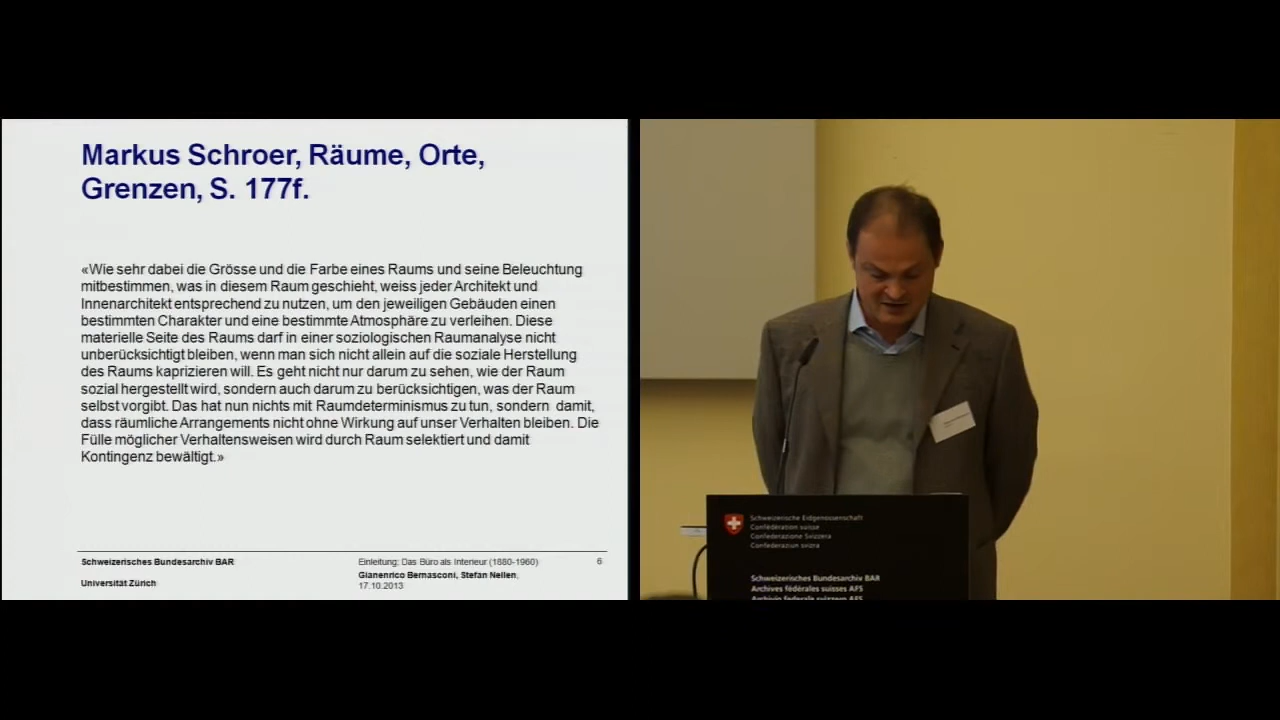 Markus Schroer, Räume, Orte,
Grenzen, S. 177f.
«Wie sehr dabei die Grösse und die Farbe eines Raums und seine Beleuchtung
mitbestimmen, was in diesem Raum geschieht, weiss jeder Architekt und
Innenarchitekt entsprechend zu nutzen, um den jeweiligen Gebäuden einen
bestimmten Charakter und eine bestimmte Atmosphäre zu verleihen. Diese
materielle Seite des Raums darf in einer soziologischen Raumanalyse nicht
unberücksichtigt bleiben, wenn man sich nicht allein auf die soziale Herstellung
des Raums kaprizieren will. Es geht nicht nur darum zu sehen, wie der Raum
sozial hergestellt wird, sondern auch darum zu berücksichtigen, was der Raum
selbst vorgibt. Das hat nun nichts mit Raumdeterminismus zu tun, sondern damit,
dass räumliche Arrangements nicht ohne Wirkung auf unser Verhalten bleiben. Die
Fülle möglicher Verhaltensweisen wird durch Raum selektiert und damit
Kontingenz bewältigt.»
Schweizerisches Bundesarchiv BAR
Universität Zürich
Einleitung: Das Büro als Interieur (1880-1960)
Gianenrico Bernasconi, Stefan Nellen,
17.10.2013
6
Schweizerische Eidgenossenschaft
Confédération suisse
Confederazione Svizzera
Confederaziun svizra
Schweizerisches Bundesarchiv BAR
Archives fédérales suisses AFS
Archivio federale svizzero AFS